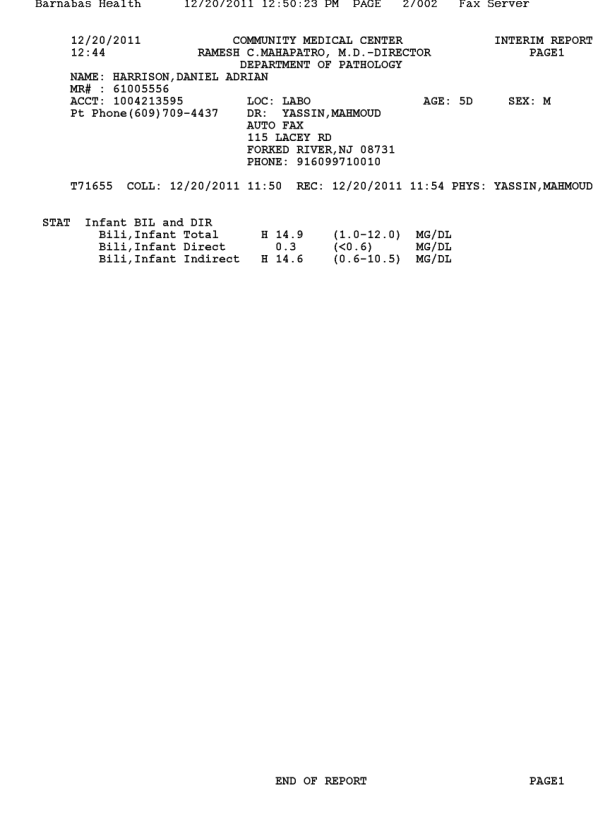 Barnabas Health 12/20/2011 12:50:23 PM PAGE 2/002 Fax Server
12/20/2011 COMMUNITY MEDICAL CENTER INTERIM REPORT
12:44 RAMESH C.MAHAPATRO, M.D.-DIRECTOR PAGE1
DEPARTMENT OF PATHOLOGY
NAME: HARRISON,DANIEL ADRIAN
MR# : 61005556
ACCT: 1004213595 LOC: LABO AGE: 5D SEX: M
Pt Phone(609)709-4437 DR: YASSIN,MAHMOUD
AUTO FAX
115 LACEY RD
FORKED RIVER,NJ 08731
PHONE: 916099710010
T71655 COLL: 12/20/2011 11:50 REC: 12/20/2011 11:54 PHYS: YASSIN,MAHMOUD
STAT Infant BIL and DIR
Bili,Infant Total H 14.9 (1.0-12.0) MG/DL
Bili,Infant Direct 0.3 (<0.6) MG/DL
Bili,Infant Indirect H 14.6 (0.6-10.5) MG/DL
END OF REPORT PAGE1